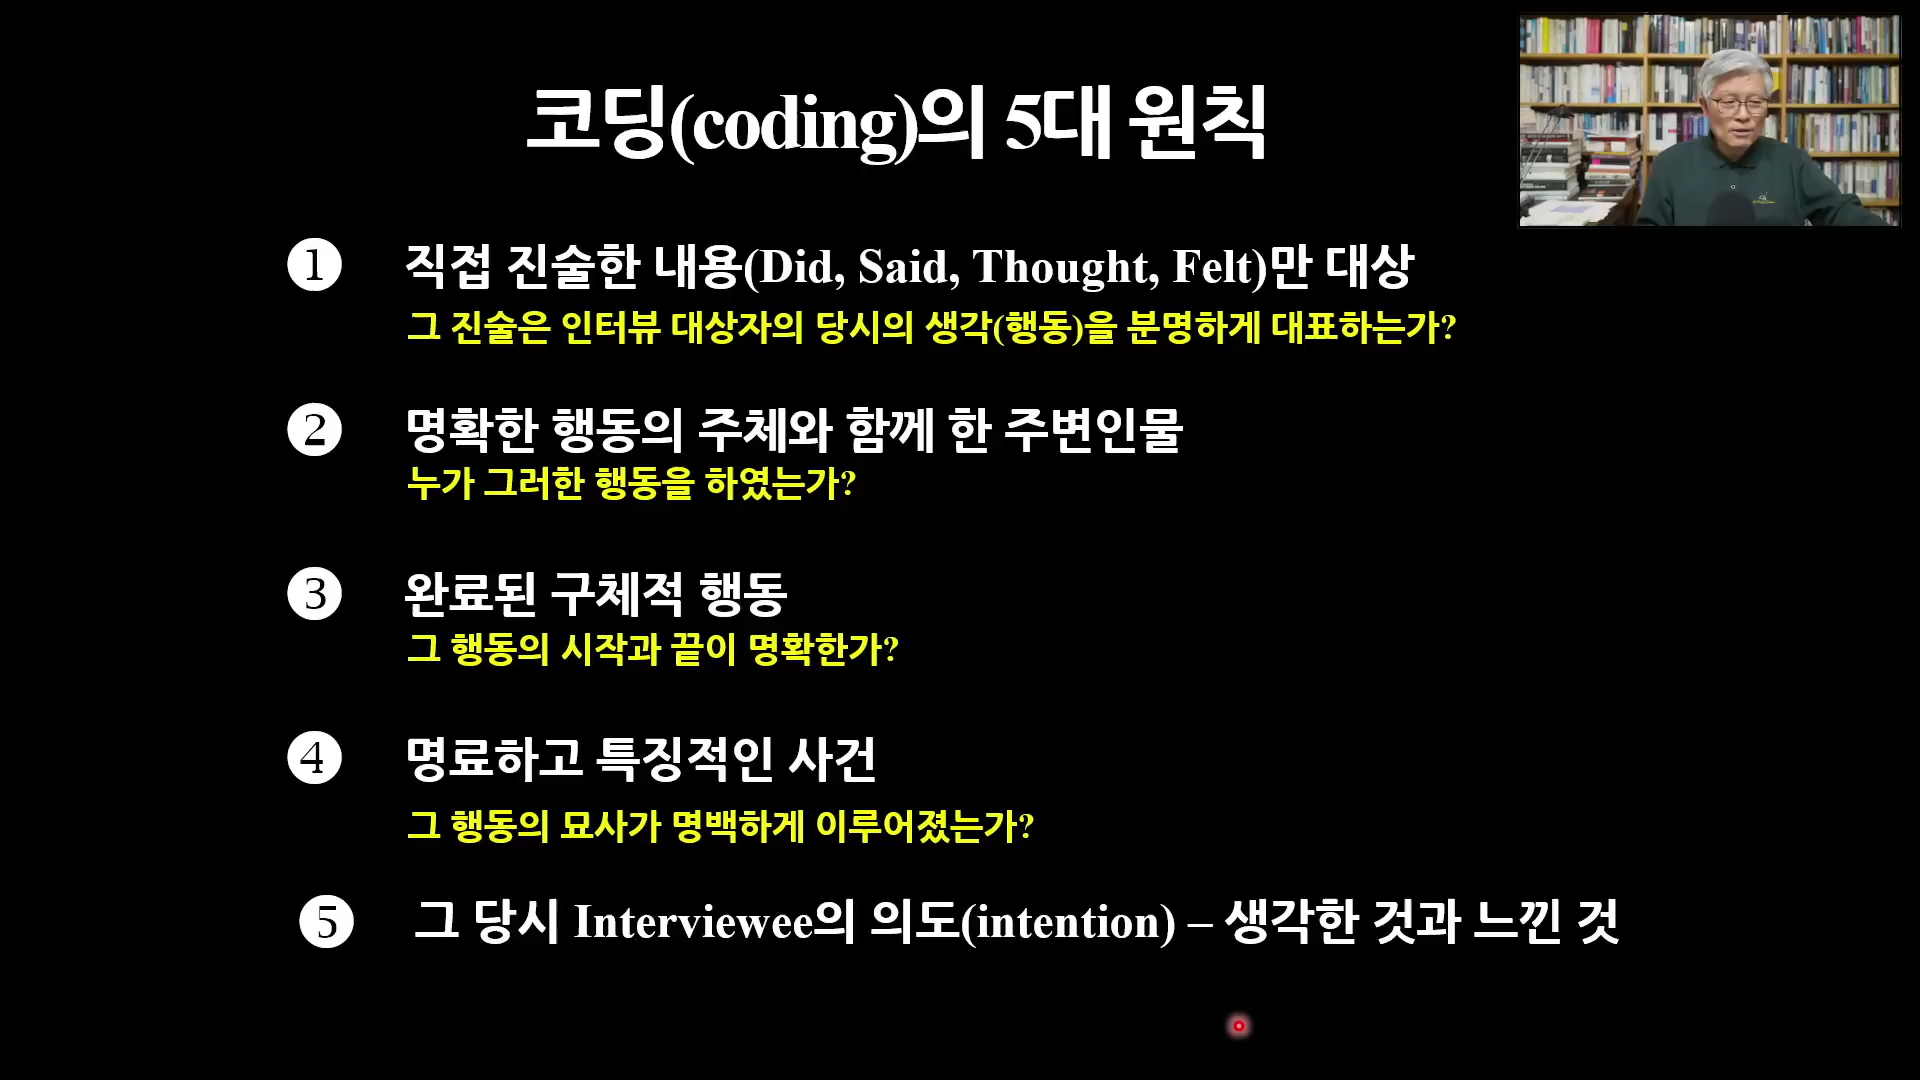 코딩(coding)의 5대 원칙
❶ 직접 진술한 내용(Did, Said, Thought, Felt)만 대상
그 진술은 인터뷰 대상자의 당시의 생각(행동)을 분명하게 대표하는가?
❷ 명확한 행동의 주체와 함께 한 주변인물
누가 그러한 행동을 하였는가?
❸ 완료된 구체적 행동
그 행동의 시작과 끝이 명확한가?
❹ 명료하고 특징적인 사건
그 행동의 묘사가 명백하게 이루어졌는가?
❺ 그 당시 Interviewee의 의도(intention) – 생각한 것과 느낀 것